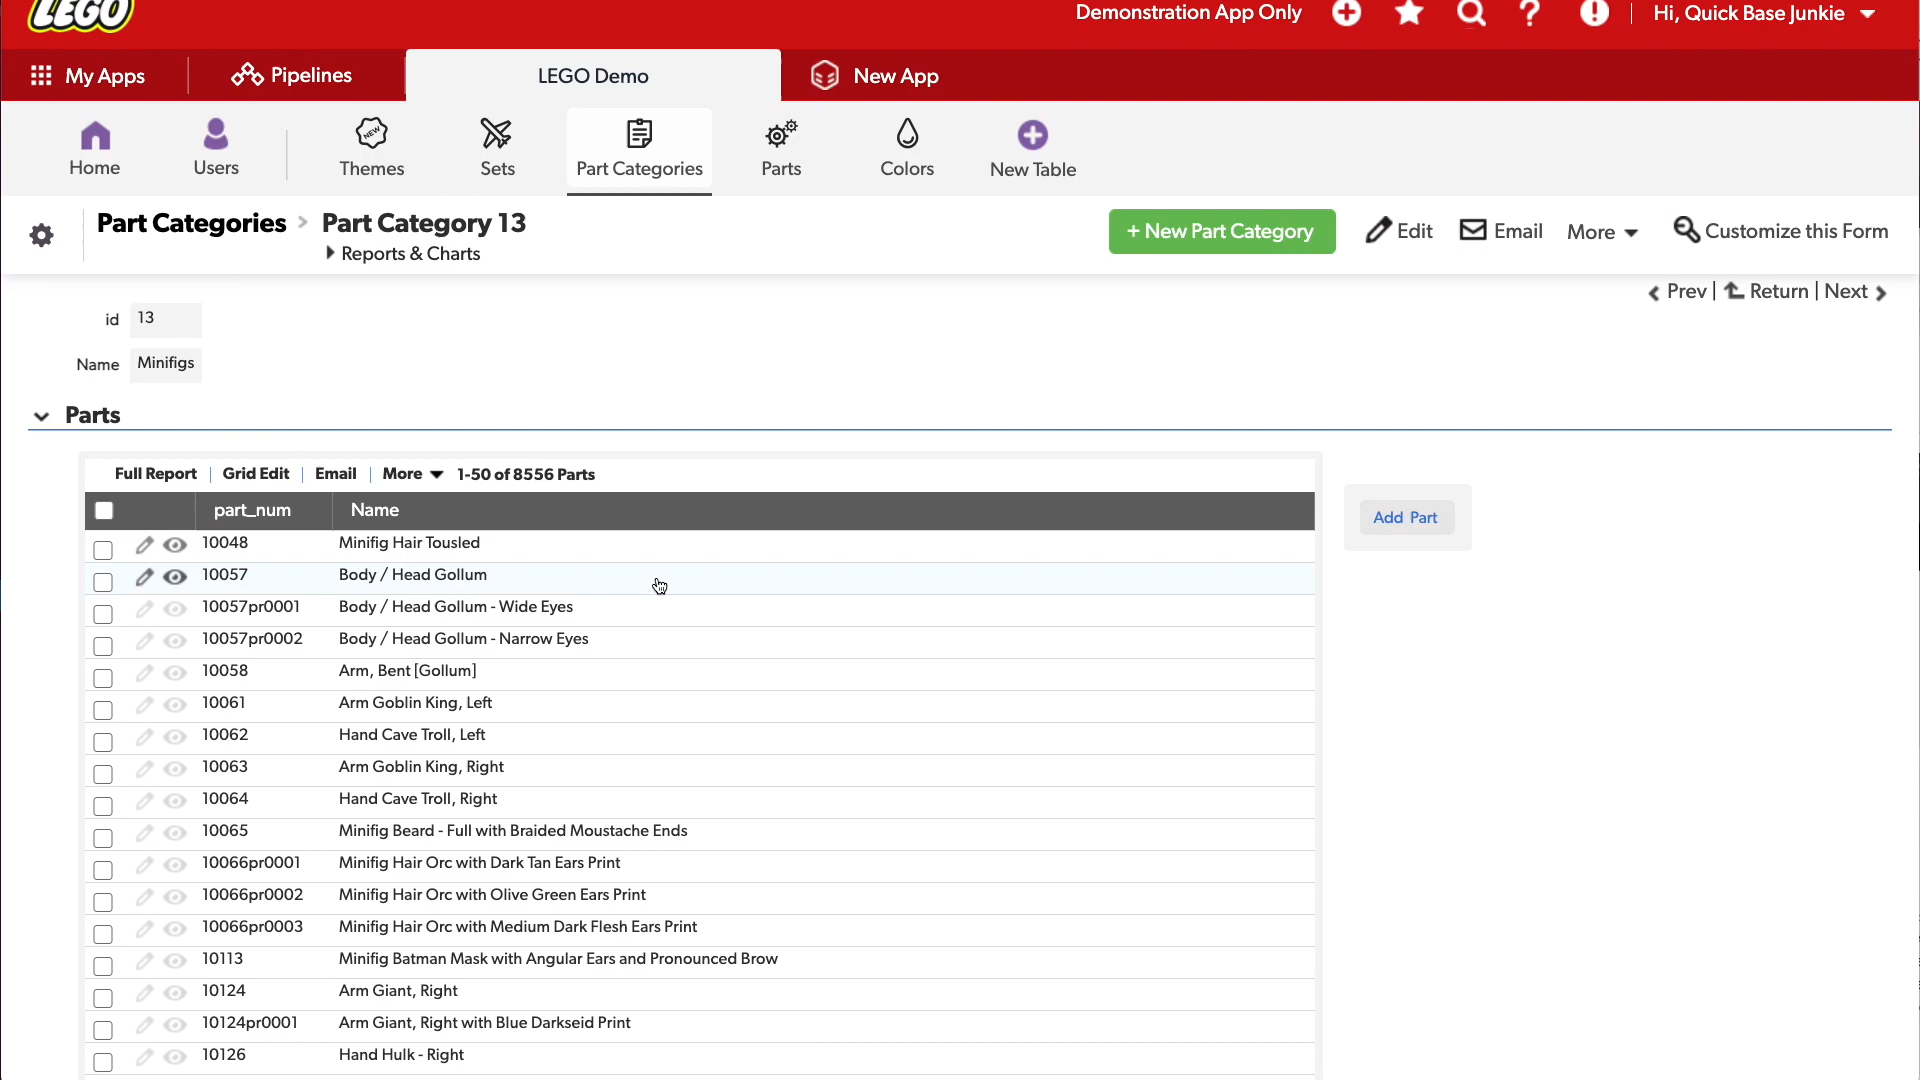 LEGO
Demonstration App Only
Hi, Quick Base Junkie
My Apps
Pipelines
LEGO Demo
New App
Home
Users
NEW
Themes
Sets
Part Categories
Parts
Colors
New Table
Part Categories > Part Category 13
Reports & Charts
+ New Part Category
Edit
Email
More
Customize this Form
Prev | Return | Next
id 13
Name Minifigs
Parts
Full Report | Grid Edit | Email | More 1-50 of 8556 Parts
part_num Name
10048 Minifig Hair Tousled
10057 Body / Head Gollum
10057pr0001 Body / Head Gollum - Wide Eyes
10057pr0002 Body / Head Gollum - Narrow Eyes
10058 Arm, Bent [Gollum]
10061 Arm Goblin King, Left
10062 Hand Cave Troll, Left
10063 Arm Goblin King, Right
10064 Hand Cave Troll, Right
10065 Minifig Beard - Full with Braided Moustache Ends
10066pr0001 Minifig Hair Orc with Dark Tan Ears Print
10066pr0002 Minifig Hair Orc with Olive Green Ears Print
10066pr0003 Minifig Hair Orc with Medium Dark Flesh Ears Print
10113 Minifig Batman Mask with Angular Ears and Pronounced Brow
10124 Arm Giant, Right
10124pr0001 Arm Giant, Right with Blue Darkseid Print
10126 Hand Hulk - Right
Add Part